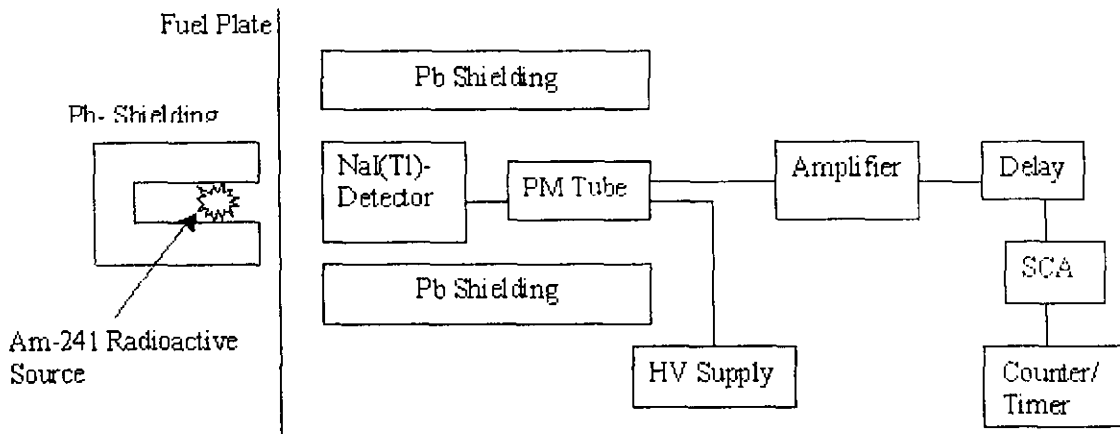 Fuel Plate
Pb Shielding
Pb- Shielding
NaI(Tl)-
Detector
PM Tube
Amplifier
Delay
SCA
Pb Shielding
Am-241 Radioactive
Source
HV Supply
Counter/
Timer